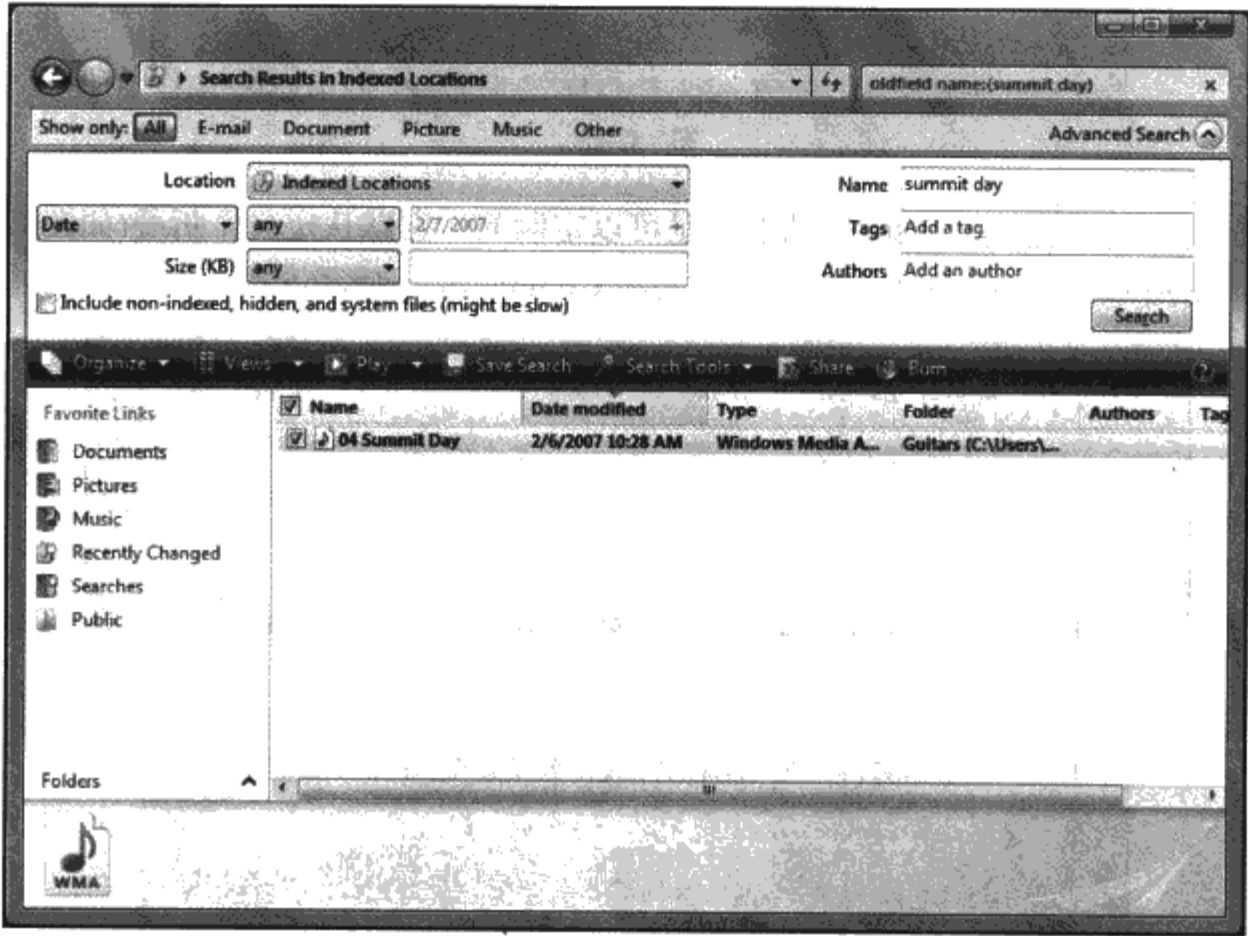 Search Results in Indexed Locations
oldfield name:(summit day)
Show only: All E-mail Document Picture Music Other Advanced Search
Location Indexed Locations Name summit day
Date any 2/7/2007 Tags Add a tag
Size (KB) any Authors Add an author
Include non-indexed, hidden, and system files (might be slow)
Search
Organize Views Play Save Search Search Tools Share Burn
Favorite Links
Name Date modified Type Folder Authors Tag
04 Summit Day 2/6/2007 10:28 AM Windows Media A... Guitars (C:\Users\...
Documents
Pictures
Music
Recently Changed
Searches
Public
Folders
WMA